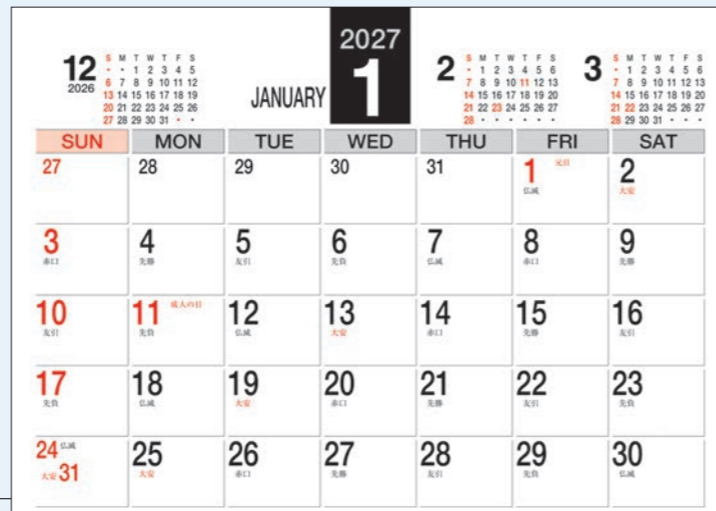 12
2026
S M T W T F S
・ ・ 1 2 3 4 5
6 7 8 9 10 11 12
13 14 15 16 17 18 19
20 21 22 23 24 25 26
27 28 29 30 31 ・ ・
JANUARY
2027
1
2
S M T W T F S
・ 1 2 3 4 5 6
7 8 9 10 11 12 13
14 15 16 17 18 19 20
21 22 23 24 25 26 27
28 ・ ・ ・ ・ ・ ・
3
S M T W T F S
・ 1 2 3 4 5 6
7 8 9 10 11 12 13
14 15 16 17 18 19 20
21 22 23 24 25 26 27
28 29 30 31 ・ ・ ・
SUN MON TUE WED THU FRI SAT
27 28 29 30 31 1 元日 2
仏滅 大安
3 4 5 6 7 8 9
赤口 先勝 友引 先負 仏滅 赤口 先勝
10 11 成人の日 12 13 14 15 16
友引 先負 仏滅 大安 赤口 先勝 友引
17 18 19 20 21 22 23
先負 仏滅 大安 赤口 先勝 友引 先負
24 仏滅 25 26 27 28 29 30
大安 31 大安 赤口 先勝 友引 先負 仏滅